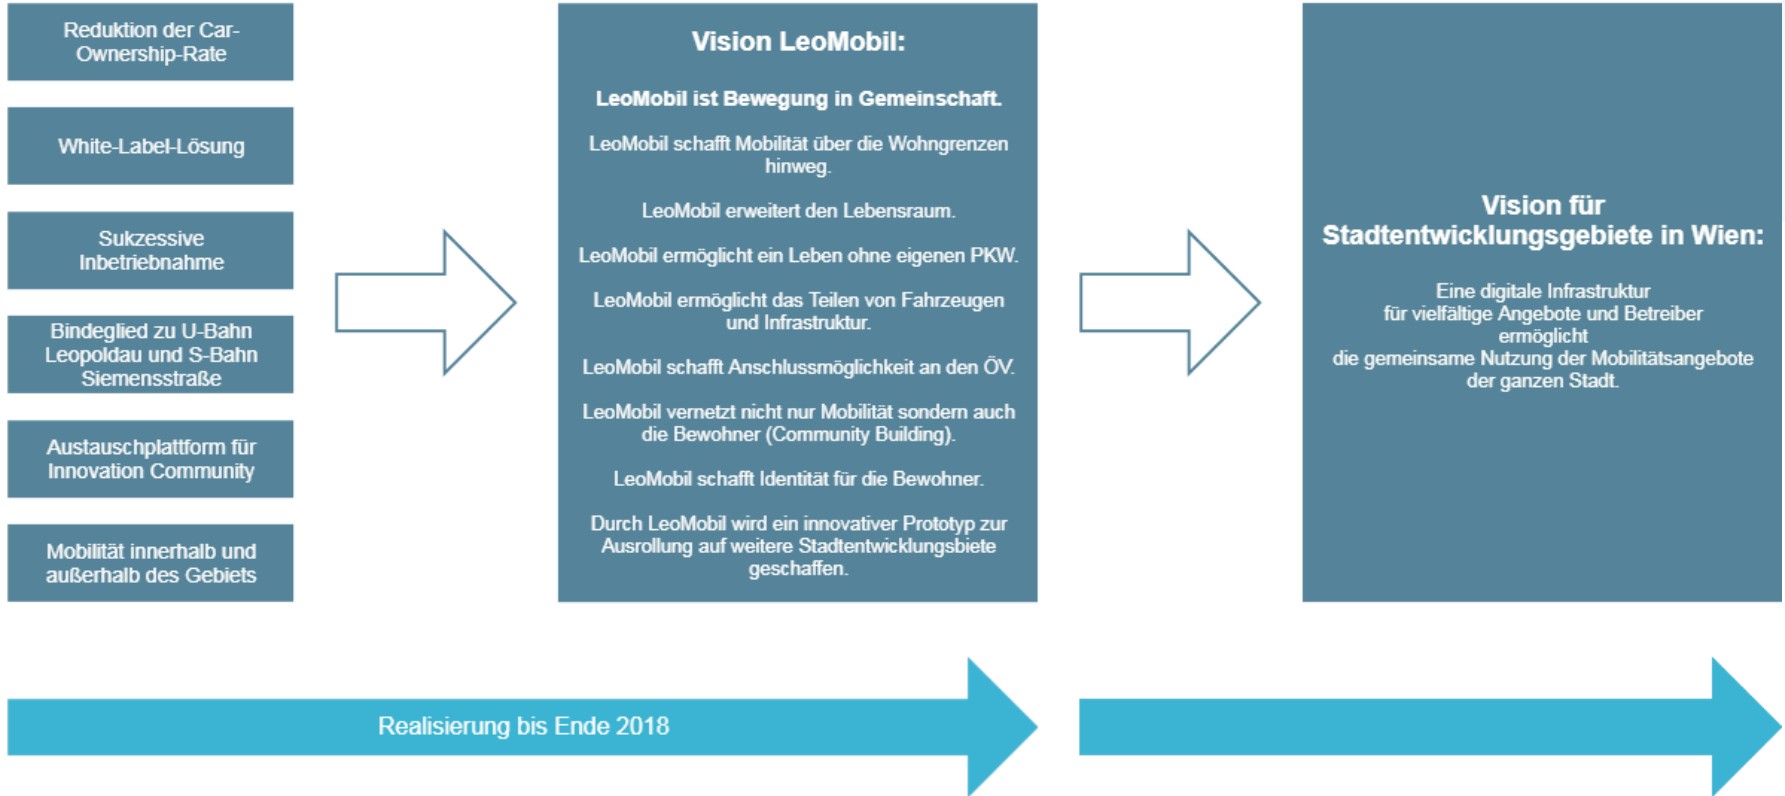 Reduktion der Car-
Ownership-Rate
White-Label-Lösung
Sukzessive
Inbetriebnahme
Bindeglied zu U-Bahn
Leopoldau und S-Bahn
Siemensstraße
Austauschplattform für
Innovation Community
Mobilität innerhalb und
außerhalb des Gebiets
Vision LeoMobil:
LeoMobil ist Bewegung in Gemeinschaft.
LeoMobil schafft Mobilität über die Wohngrenzen
hinweg.
LeoMobil erweitert den Lebensraum.
LeoMobil ermöglicht ein Leben ohne eigenen PKW.
LeoMobil ermöglicht das Teilen von Fahrzeugen
und Infrastruktur.
LeoMobil schafft Anschlussmöglichkeit an den ÖV.
LeoMobil vernetzt nicht nur Mobilität sondern auch
die Bewohner (Community Building).
LeoMobil schafft Identität für die Bewohner.
Durch LeoMobil wird ein innovativer Prototyp zur
Ausrollung auf weitere Stadtentwicklungsbiete
geschaffen.
Vision für
Stadtentwicklungsgebiete in Wien:
Eine digitale Infrastruktur
für vielfältige Angebote und Betreiber
ermöglicht
die gemeinsame Nutzung der Mobilitätsangebote
der ganzen Stadt.
Realisierung bis Ende 2018